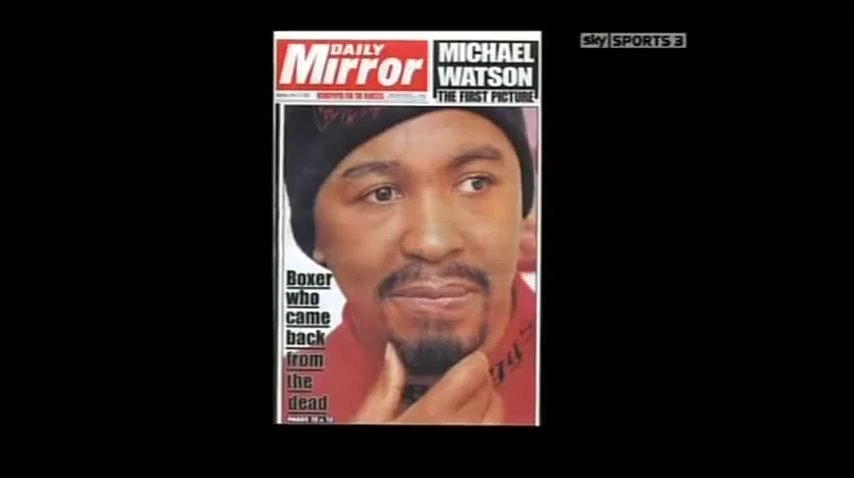 sky SPORTS 3
DAILY
Mirror
MICHAEL
WATSON
THE FIRST PICTURE
Boxer
who
came
back
from
the
dead